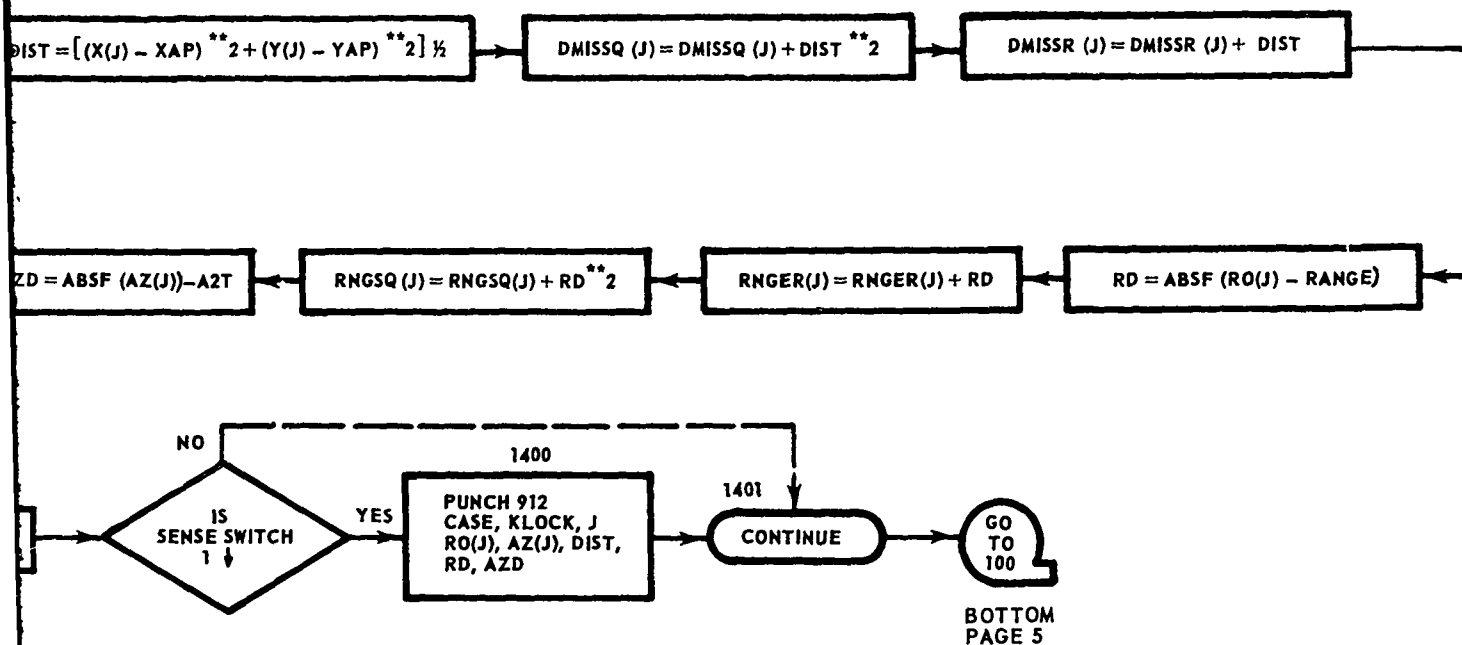 DIST = [(X(J) – XAP) **2 + (Y(J) – YAP) **2] ½
DMISSQ (J) = DMISSQ (J) + DIST **2
DMISSR (J) = DMISSR (J) + DIST
ZD = ABSF (AZ(J)) – A2T
RNGSQ (J) = RNGSQ(J) + RD **2
RNGER(J) = RNGER(J) + RD
RD = ABSF (RO(J) – RANGE)
NO
1400
IS
SENSE SWITCH
1 ↓
YES
PUNCH 912
CASE, KLOCK, J
RO(J), AZ(J), DIST,
RD, AZD
1401
CONTINUE
GO
TO
100
BOTTOM
PAGE 5